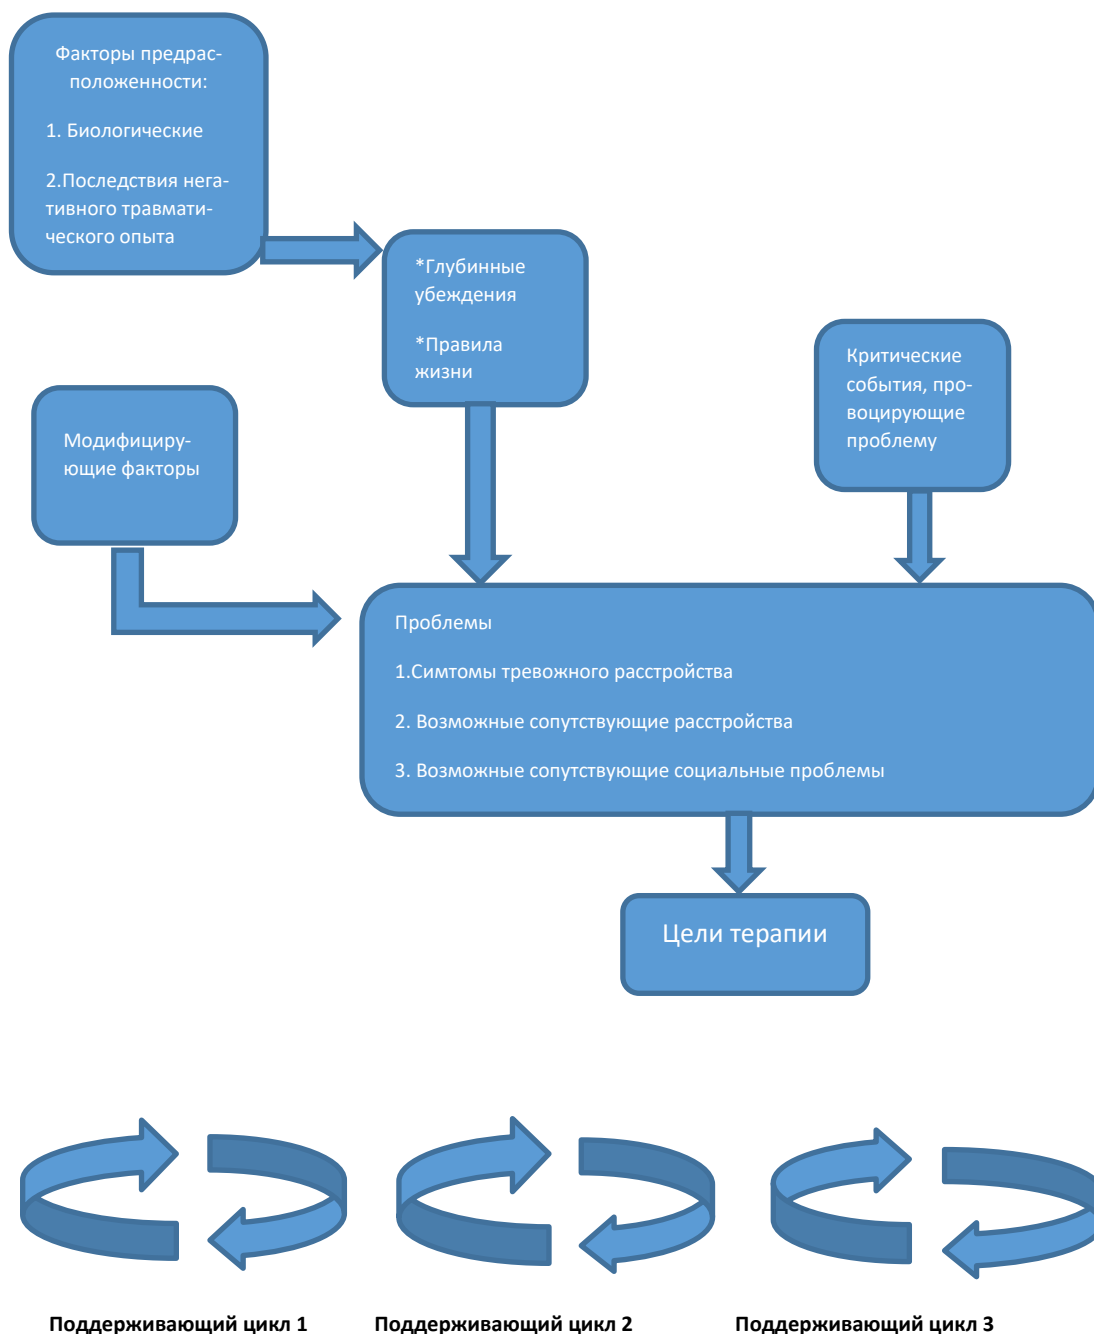 Факторы предрас-
положенности:
1. Биологические
2.Последствия нега-
тивного травмати-
ческого опыта
*Глубинные
убеждения
*Правила
жизни
Критические
события, про-
воцирующие
проблему
Модифициру-
ющие факторы
Проблемы
1.Симтомы тревожного расстройства
2. Возможные сопутствующие расстройства
3. Возможные сопутствующие социальные проблемы
Цели терапии
Поддерживающий цикл 1
Поддерживающий цикл 2
Поддерживающий цикл 3